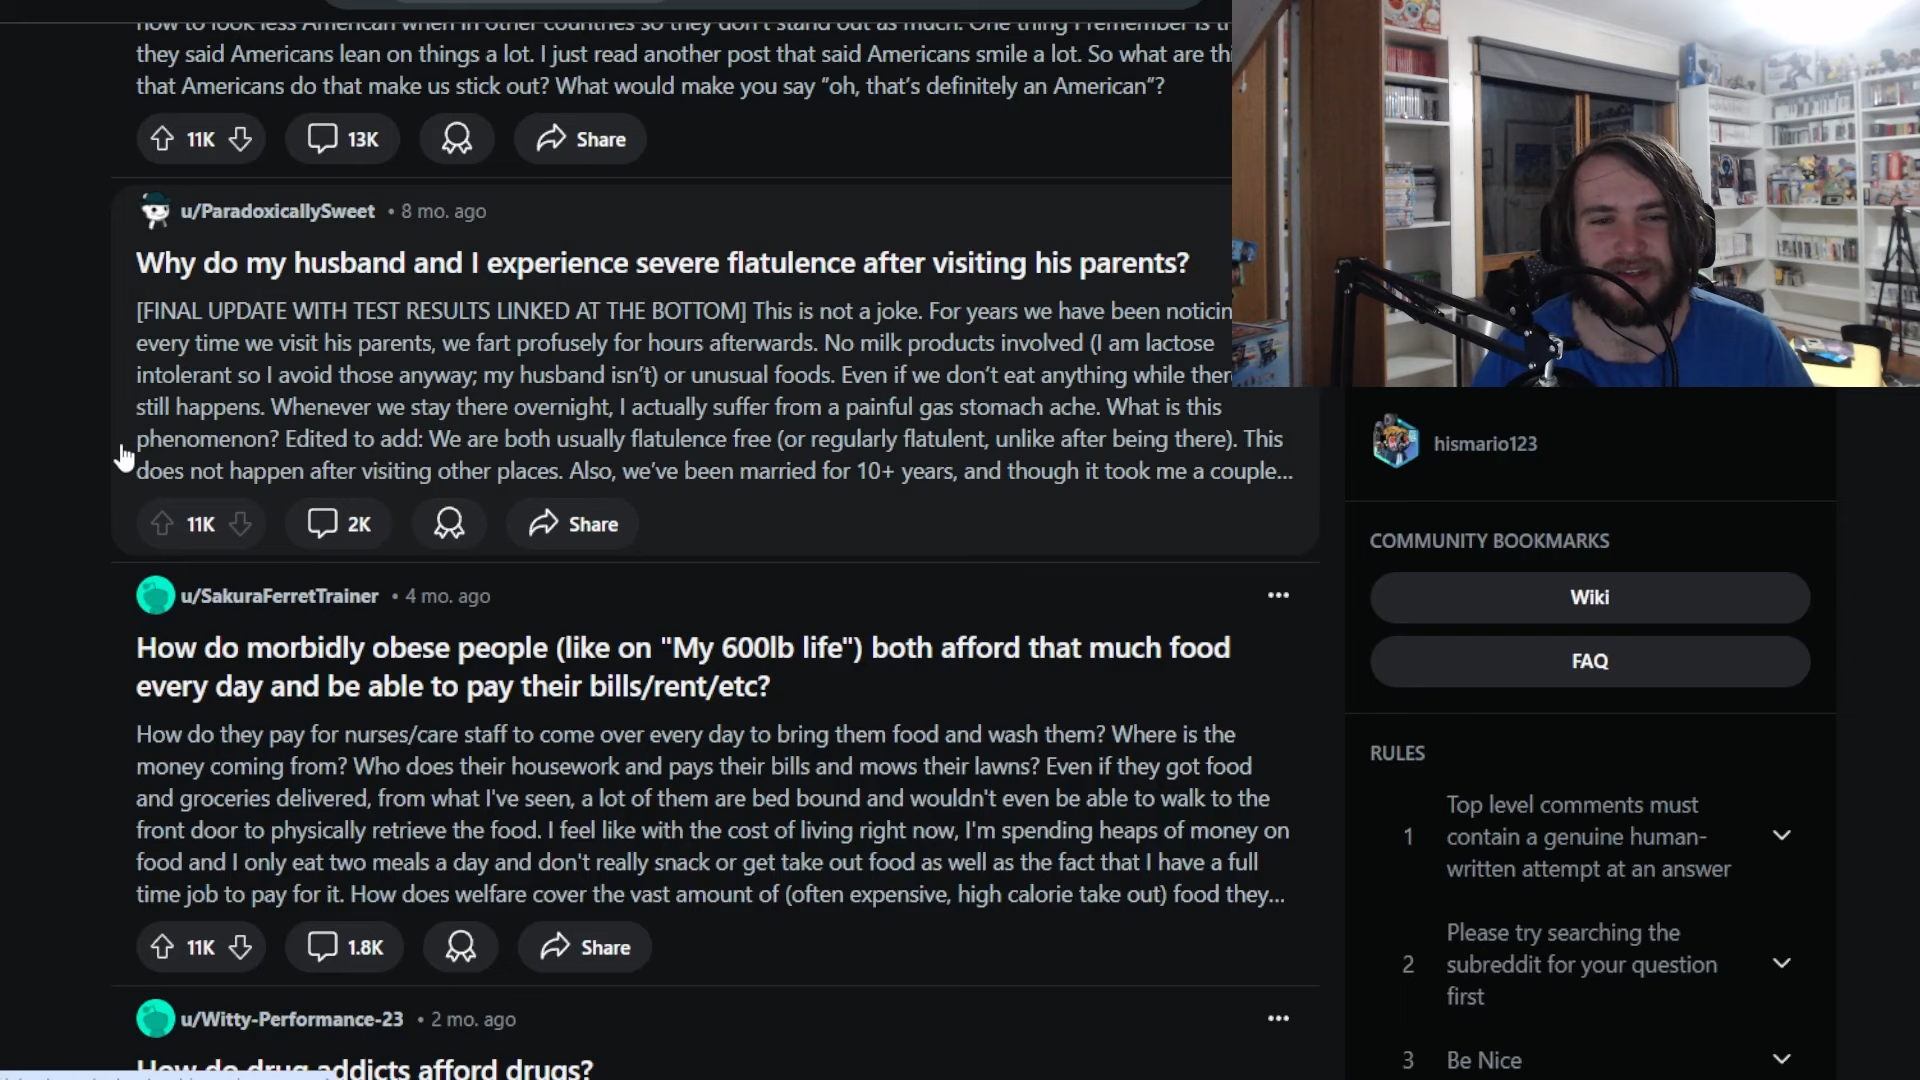 how to look less American when in other countries so they don't stand out as much. One thing I remember is
they said Americans lean on things a lot. I just read another post that said Americans smile a lot. So what are
that Americans do that make us stick out? What would make you say “oh, that's definitely an American”?
11K 13K Share
u/ParadoxicallySweet • 8 mo. ago
Why do my husband and I experience severe flatulence after visiting his parents?
[FINAL UPDATE WITH TEST RESULTS LINKED AT THE BOTTOM] This is not a joke. For years we have been noticin
every time we visit his parents, we fart profusely for hours afterwards. No milk products involved (I am lactose
intolerant so I avoid those anyway; my husband isn't) or unusual foods. Even if we don't eat anything while ther
still happens. Whenever we stay there overnight, I actually suffer from a painful gas stomach ache. What is this
phenomenon? Edited to add: We are both usually flatulence free (or regularly flatulent, unlike after being there). This
does not happen after visiting other places. Also, we've been married for 10+ years, and though it took me a couple...
11K 2K Share
u/SakuraFerretTrainer • 4 mo. ago
How do morbidly obese people (like on "My 600lb life") both afford that much food
every day and be able to pay their bills/rent/etc?
How do they pay for nurses/care staff to come over every day to bring them food and wash them? Where is the
money coming from? Who does their housework and pays their bills and mows their lawns? Even if they got food
and groceries delivered, from what I've seen, a lot of them are bed bound and wouldn't even be able to walk to the
front door to physically retrieve the food. I feel like with the cost of living right now, I'm spending heaps of money on
food and I only eat two meals a day and don't really snack or get take out food as well as the fact that I have a full
time job to pay for it. How does welfare cover the vast amount of (often expensive, high calorie take out) food they...
11K 1.8K Share
u/Witty-Performance-23 • 2 mo. ago
How do drug addicts afford drugs?
hismario123
COMMUNITY BOOKMARKS
Wiki
FAQ
RULES
1 Top level comments must
contain a genuine human-
written attempt at an answer
2 Please try searching the
subreddit for your question
first
3 Be Nice